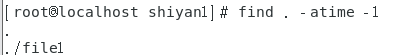 [root@localhost shiyan1]# find . -atime -1
.
./file1